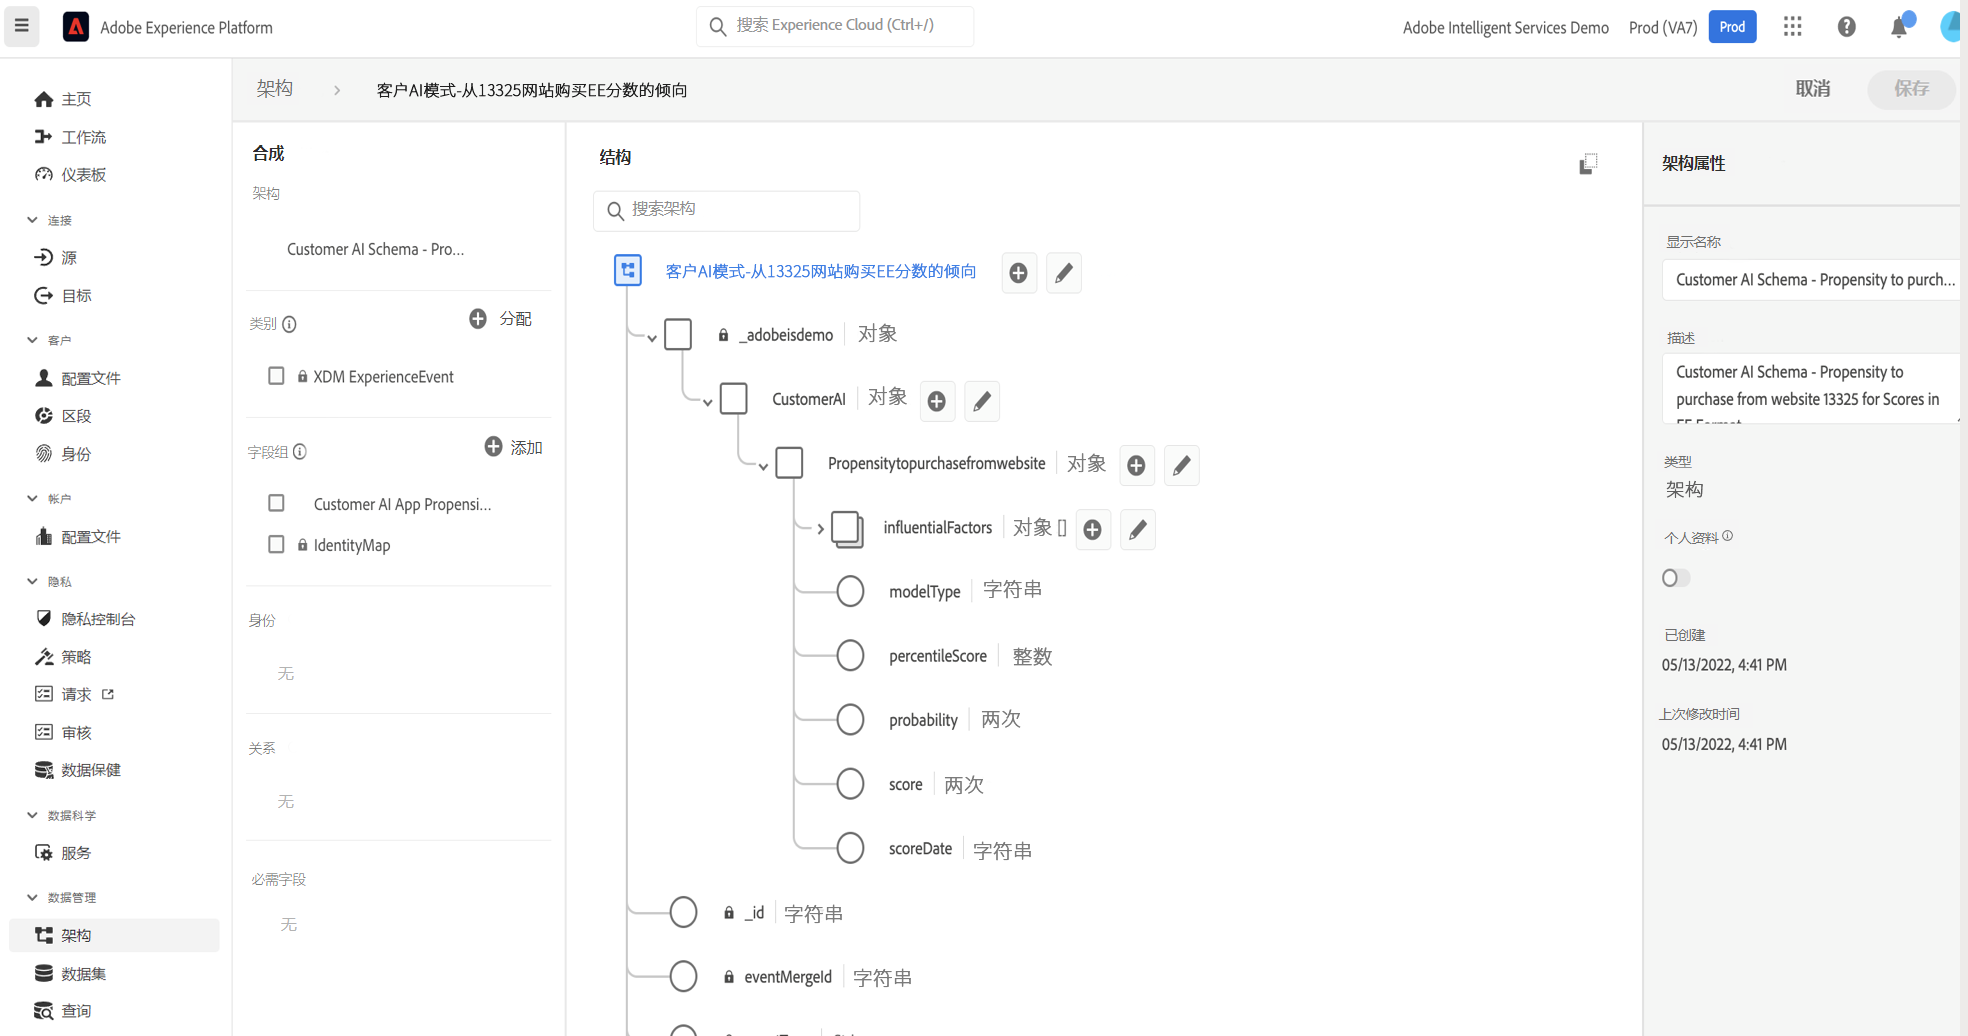 Adobe Experience Platform
搜索 Experience Cloud (Ctrl+/)
Adobe Intelligent Services Demo
Prod (VA7)
Prod
主页
工作流
仪表板
连接
源
目标
客户
配置文件
区段
身份
帐户
配置文件
隐私
隐私控制台
策略
请求
审核
数据保健
数据科学
服务
数据管理
架构
数据集
查询
架构
客户AI模式-从13325网站购买EE分数的倾向
取消
保存
合成
架构
Customer AI Schema - Pro...
类别
分配
XDM ExperienceEvent
字段组
添加
Customer AI App Propensi...
IdentityMap
身份
无
关系
无
必需字段
无
结构
搜索架构
客户AI模式-从13325网站购买EE分数的倾向
_adobeisdemo 对象
CustomerAI 对象
Propensitytopurchasefromwebsite 对象
influentialFactors 对象 []
modelType 字符串
percentileScore 整数
probability 两次
score 两次
scoreDate 字符串
_id 字符串
eventMergeId 字符串
架构属性
显示名称
Customer AI Schema - Propensity to purch...
描述
Customer AI Schema - Propensity to
purchase from website 13325 for Scores in
EE Format
类型
架构
个人资料
已创建
05/13/2022, 4:41 PM
上次修改时间
05/13/2022, 4:41 PM